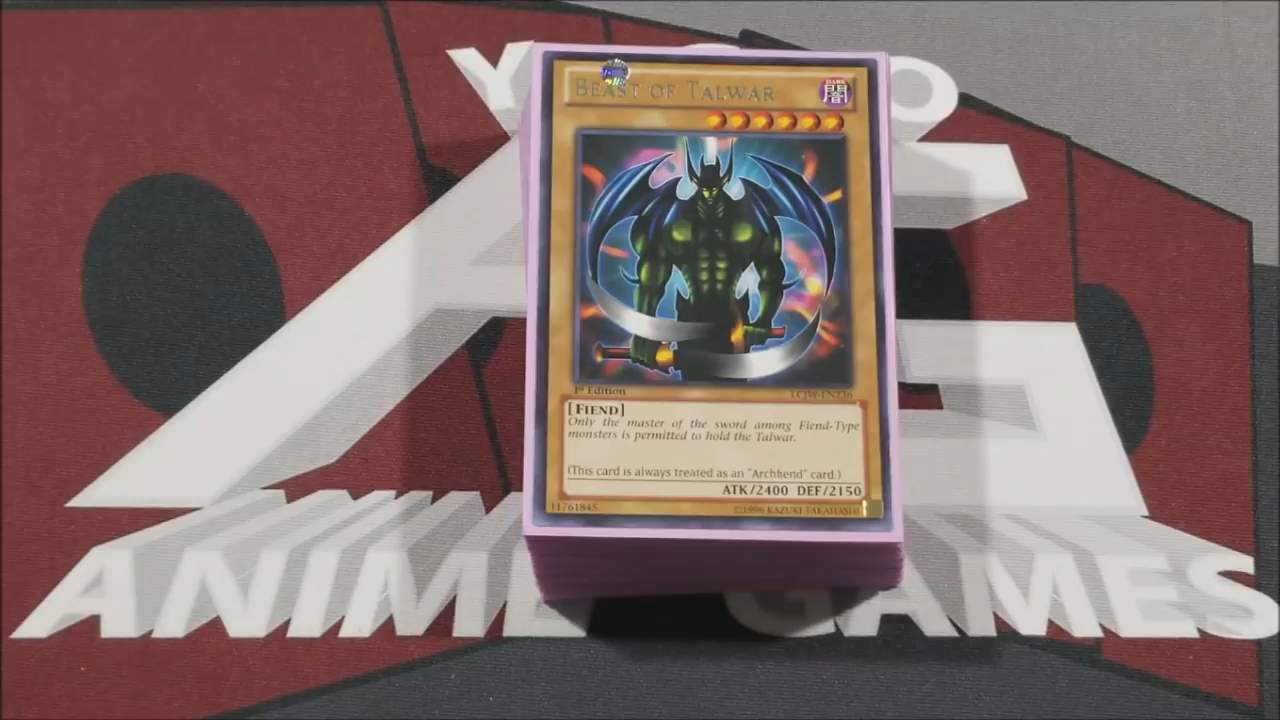 BEAST OF TALWAR
DARK
闇
1st Edition
LCJW-EN236
[FIEND]
Only the master of the sword among Fiend-Type
monsters is permitted to hold the Talwar.
(This card is always treated as an "Archfiend" card.)
ATK/2400 DEF/2150
11761845
©1996 KAZUKI TAKAHASHI
AG
ANIME GAMES